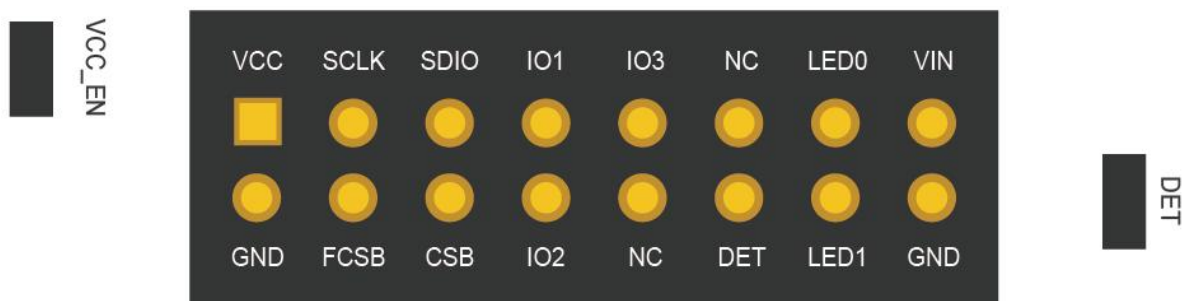 VCC_EN
VCC SCLK SDIO IO1 IO3 NC LED0 VIN
GND FCSB CSB IO2 NC DET LED1 GND
DET